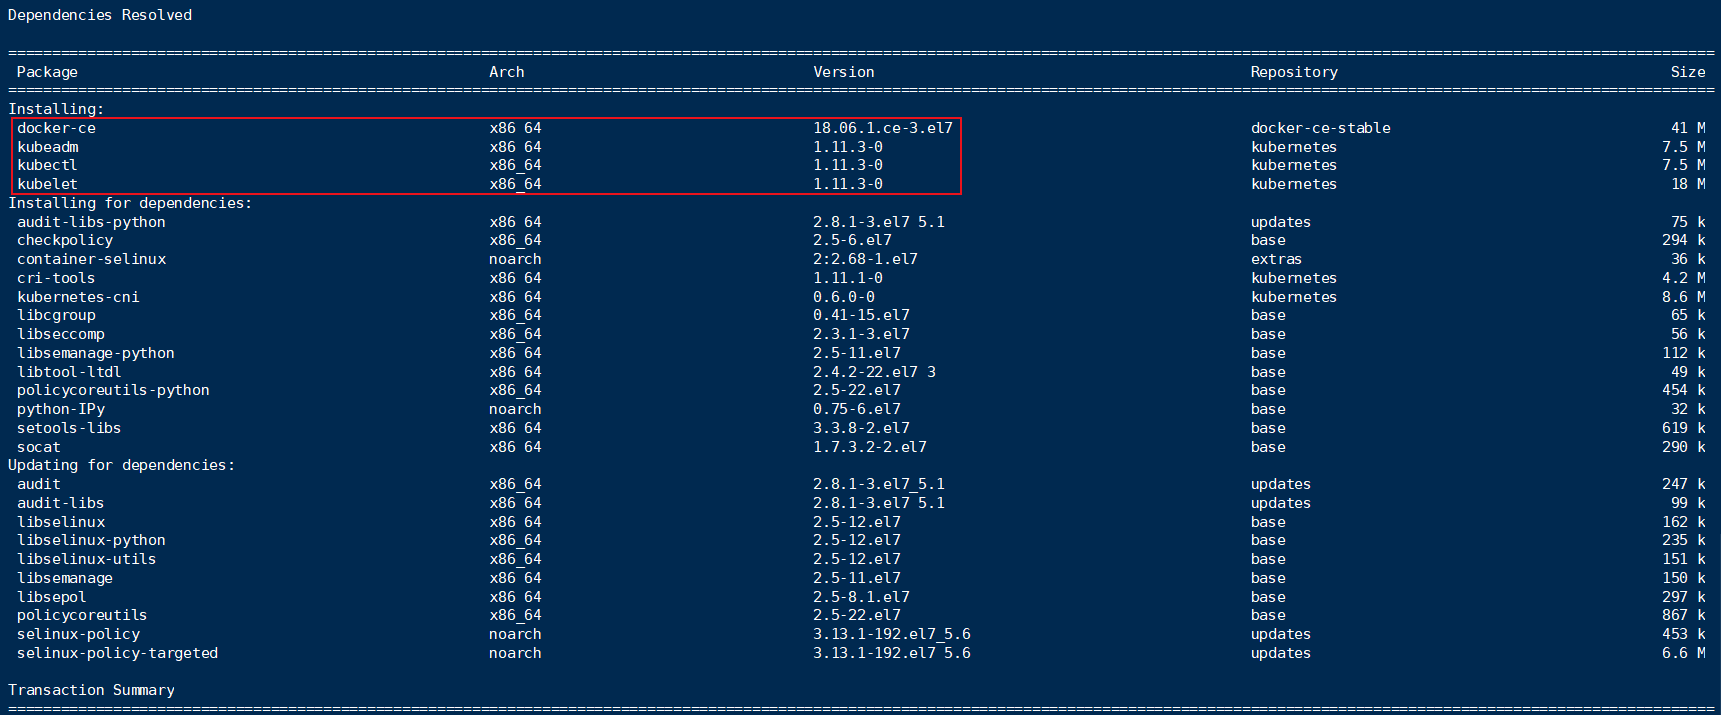 Dependencies Resolved
================================================================================
Package Arch Version Repository Size
================================================================================
Installing:
docker-ce x86_64 18.06.1.ce-3.el7 docker-ce-stable 41 M
kubeadm x86_64 1.11.3-0 kubernetes 7.5 M
kubectl x86_64 1.11.3-0 kubernetes 7.5 M
kubelet x86_64 1.11.3-0 kubernetes 18 M
Installing for dependencies:
audit-libs-python x86_64 2.8.1-3.el7_5.1 updates 75 k
checkpolicy x86_64 2.5-6.el7 base 294 k
container-selinux noarch 2:2.68-1.el7 extras 36 k
cri-tools x86_64 1.11.1-0 kubernetes 4.2 M
kubernetes-cni x86_64 0.6.0-0 kubernetes 8.6 M
libcgroup x86_64 0.41-15.el7 base 65 k
libseccomp x86_64 2.3.1-3.el7 base 56 k
libsemanage-python x86_64 2.5-11.el7 base 112 k
libtool-ltdl x86_64 2.4.2-22.el7_3 base 49 k
policycoreutils-python x86_64 2.5-22.el7 base 454 k
python-IPy noarch 0.75-6.el7 base 32 k
setools-libs x86_64 3.3.8-2.el7 base 619 k
socat x86_64 1.7.3.2-2.el7 base 290 k
Updating for dependencies:
audit x86_64 2.8.1-3.el7_5.1 updates 247 k
audit-libs x86_64 2.8.1-3.el7_5.1 updates 99 k
libselinux x86_64 2.5-12.el7 base 162 k
libselinux-python x86_64 2.5-12.el7 base 235 k
libselinux-utils x86_64 2.5-12.el7 base 151 k
libsemanage x86_64 2.5-11.el7 base 150 k
libsepol x86_64 2.5-8.1.el7 base 297 k
policycoreutils x86_64 2.5-22.el7 base 867 k
selinux-policy noarch 3.13.1-192.el7_5.6 updates 453 k
selinux-policy-targeted noarch 3.13.1-192.el7_5.6 updates 6.6 M
Transaction Summary
================================================================================